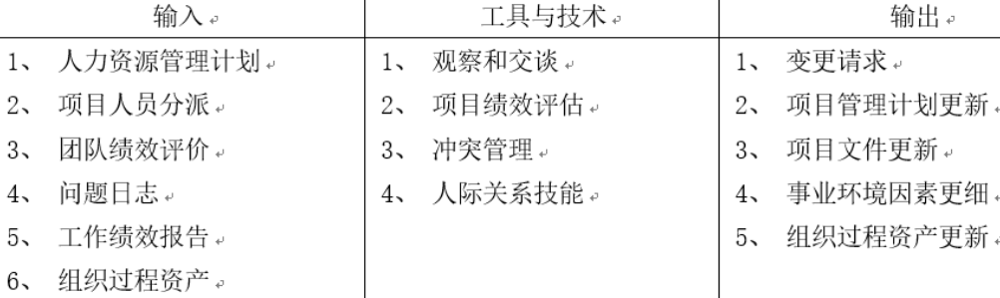 输入 工具与技术 输出
1、 人力资源管理计划 1、 观察和交谈 1、 变更请求
2、 项目人员分派 2、 项目绩效评估 2、 项目管理计划更新
3、 团队绩效评价 3、 冲突管理 3、 项目文件更新
4、 问题日志 4、 人际关系技能 4、 事业环境因素更细
5、 工作绩效报告 5、 组织过程资产更新
6、 组织过程资产